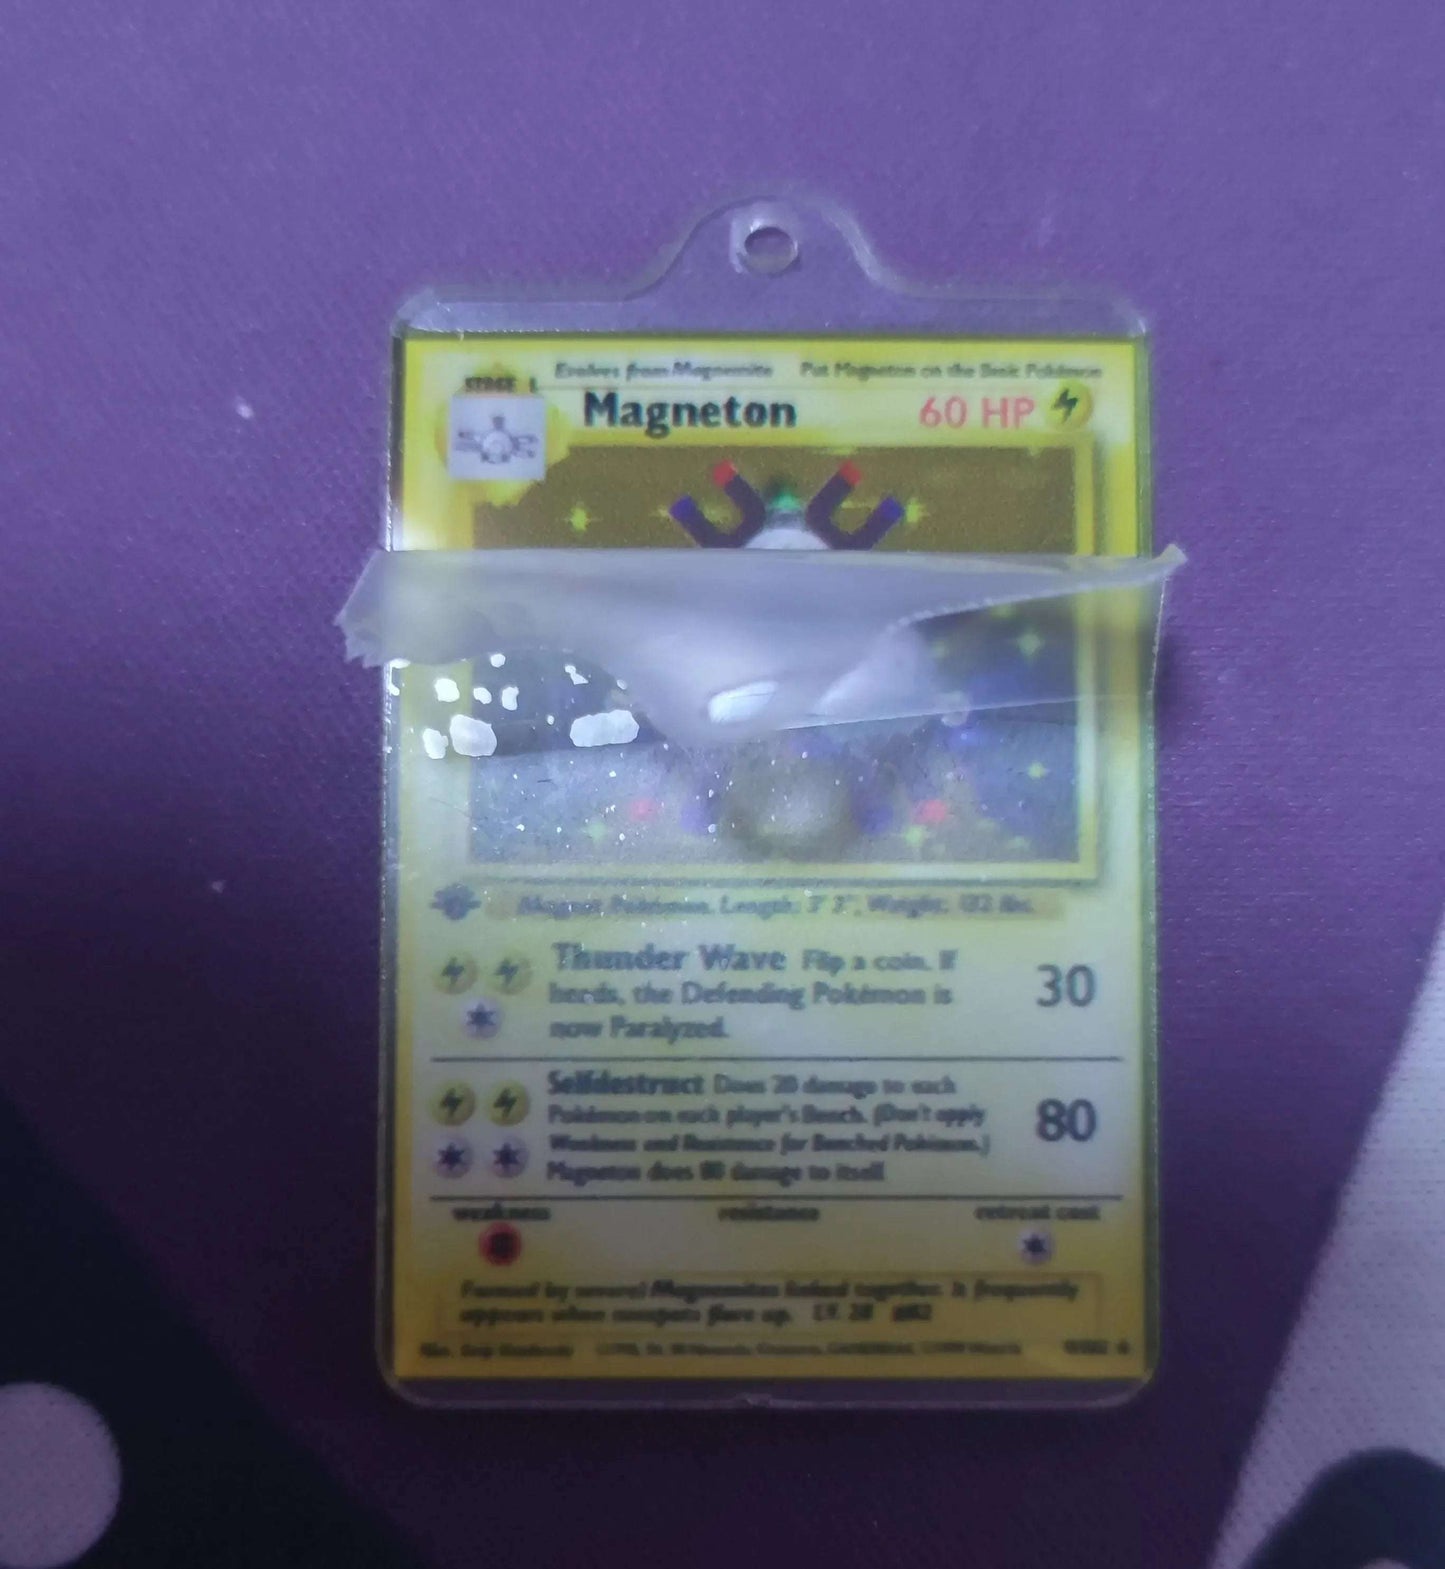 STAGE 1
Evolves from Magnemite Put Magneton on the Basic Pokémon
Magneton 60 HP
Magnet Pokémon. Length: 3' 3", Weight: 132 lbs.
Thunder Wave Flip a coin. If
heads, the Defending Pokémon is
now Paralyzed.
30
Selfdestruct Does 20 damage to each
Pokémon on each player's Bench. (Don't apply
Weakness and Resistance for Benched Pokémon.)
Magneton does 80 damage to itself.
80
weakness resistance retreat cost
Formed by several Magnemites linked together. It frequently
appears when sunspots flare up. LV. 28 #82